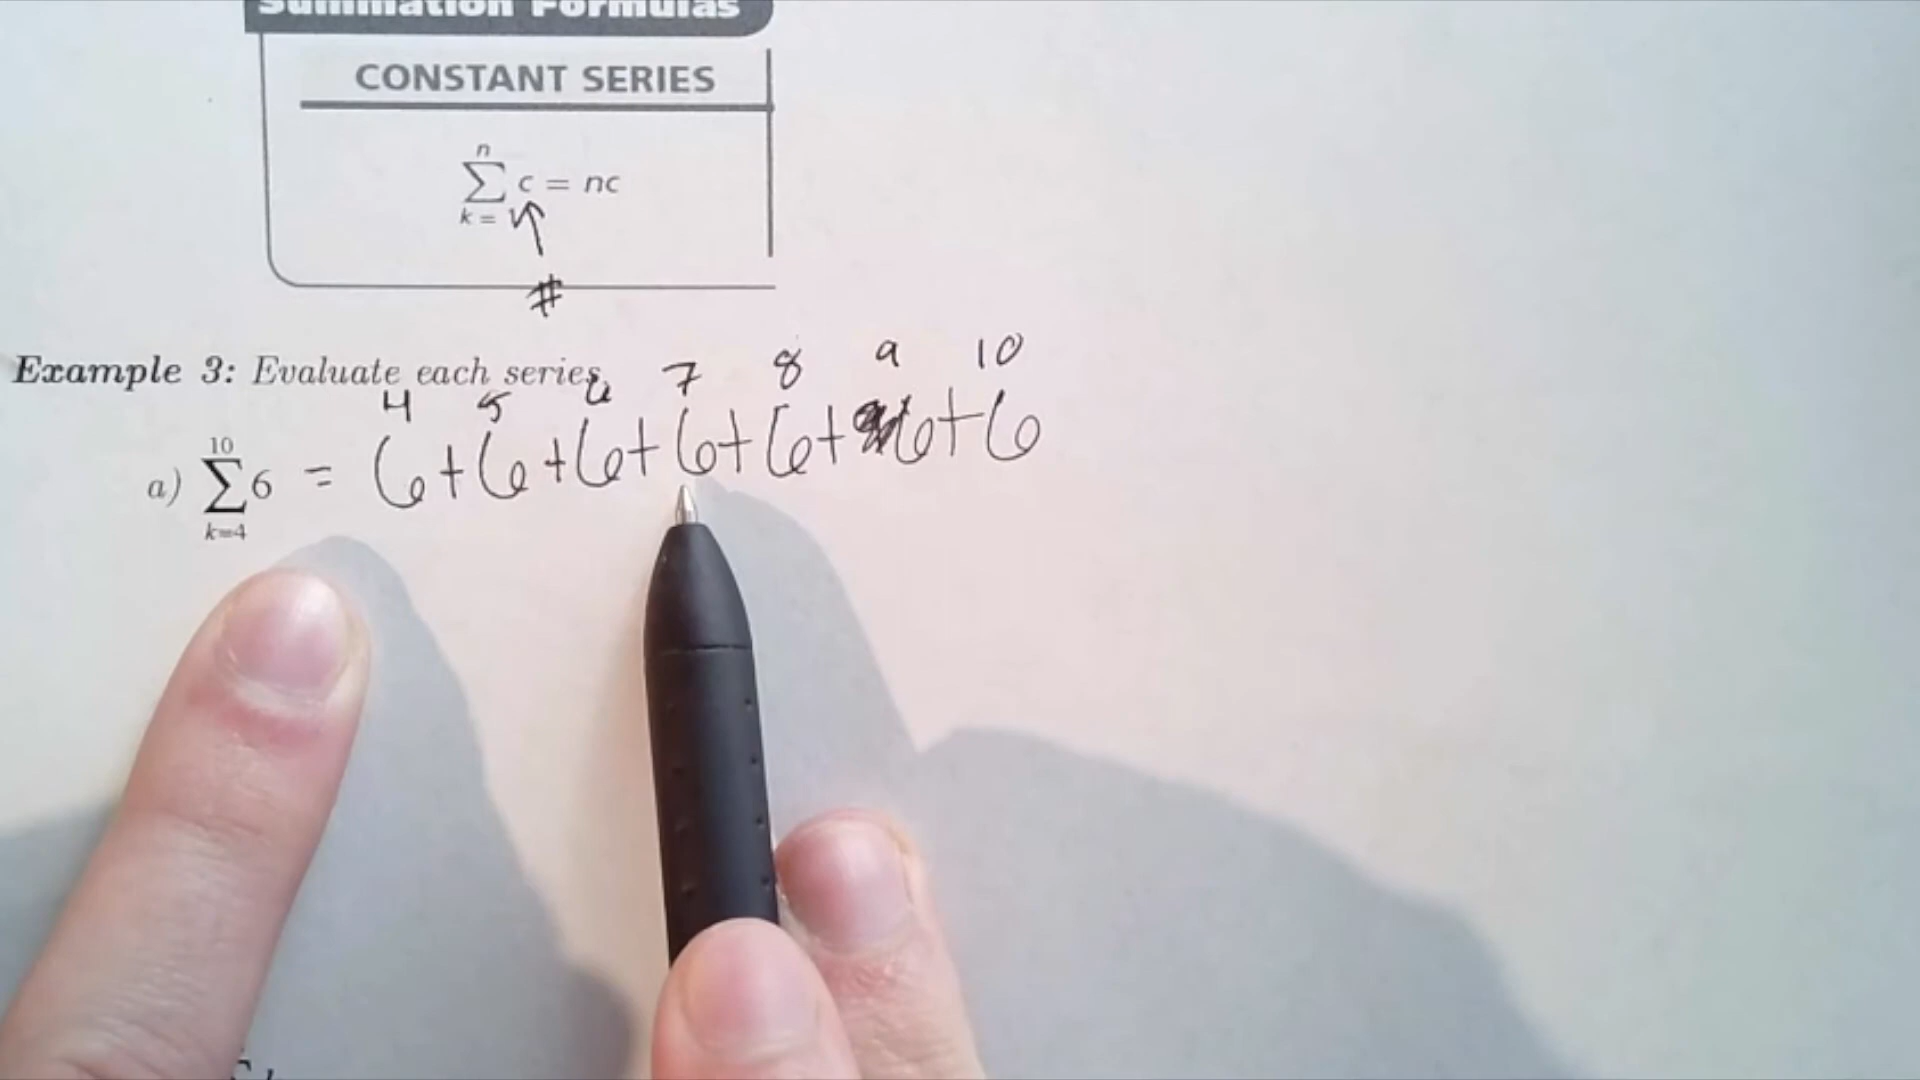 Summation Formulas
CONSTANT SERIES
n
∑ c = nc
k = 1
#
Example 3: Evaluate each series.
4 5 6 7 8 9 10
10
a) ∑ 6 = 6+6+6+6+6+6+6
k=4